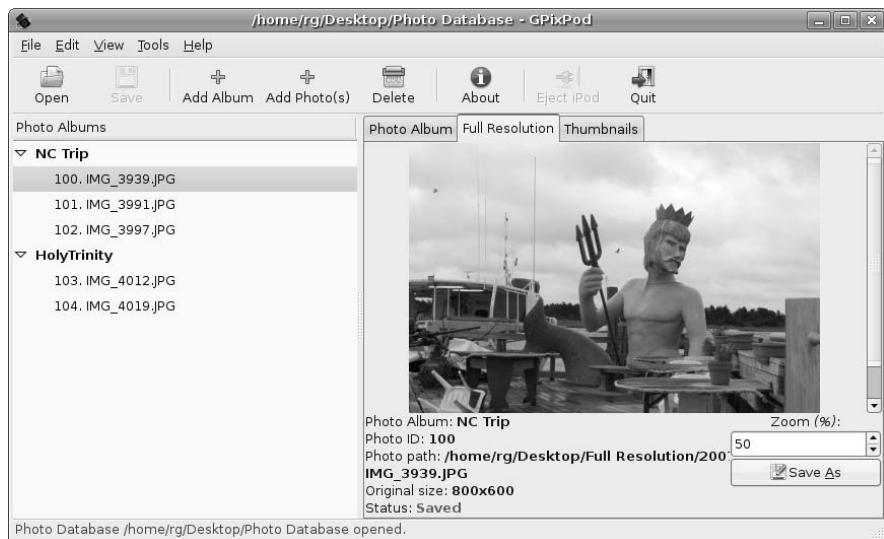 /home/rg/Desktop/Photo Database - GPixPod
File Edit View Tools Help
Open Save Add Album Add Photo(s) Delete About Eject iPod Quit
Photo Albums
NC Trip
100. IMG_3939.JPG
101. IMG_3991.JPG
102. IMG_3997.JPG
HolyTrinity
103. IMG_4012.JPG
104. IMG_4019.JPG
Photo Album Full Resolution Thumbnails
Photo Album: NC Trip
Photo ID: 100
Photo path: /home/rg/Desktop/Full Resolution/200
IMG_3939.JPG
Original size: 800x600
Status: Saved
Zoom (%):
50
Save As
Photo Database /home/rg/Desktop/Photo Database opened.